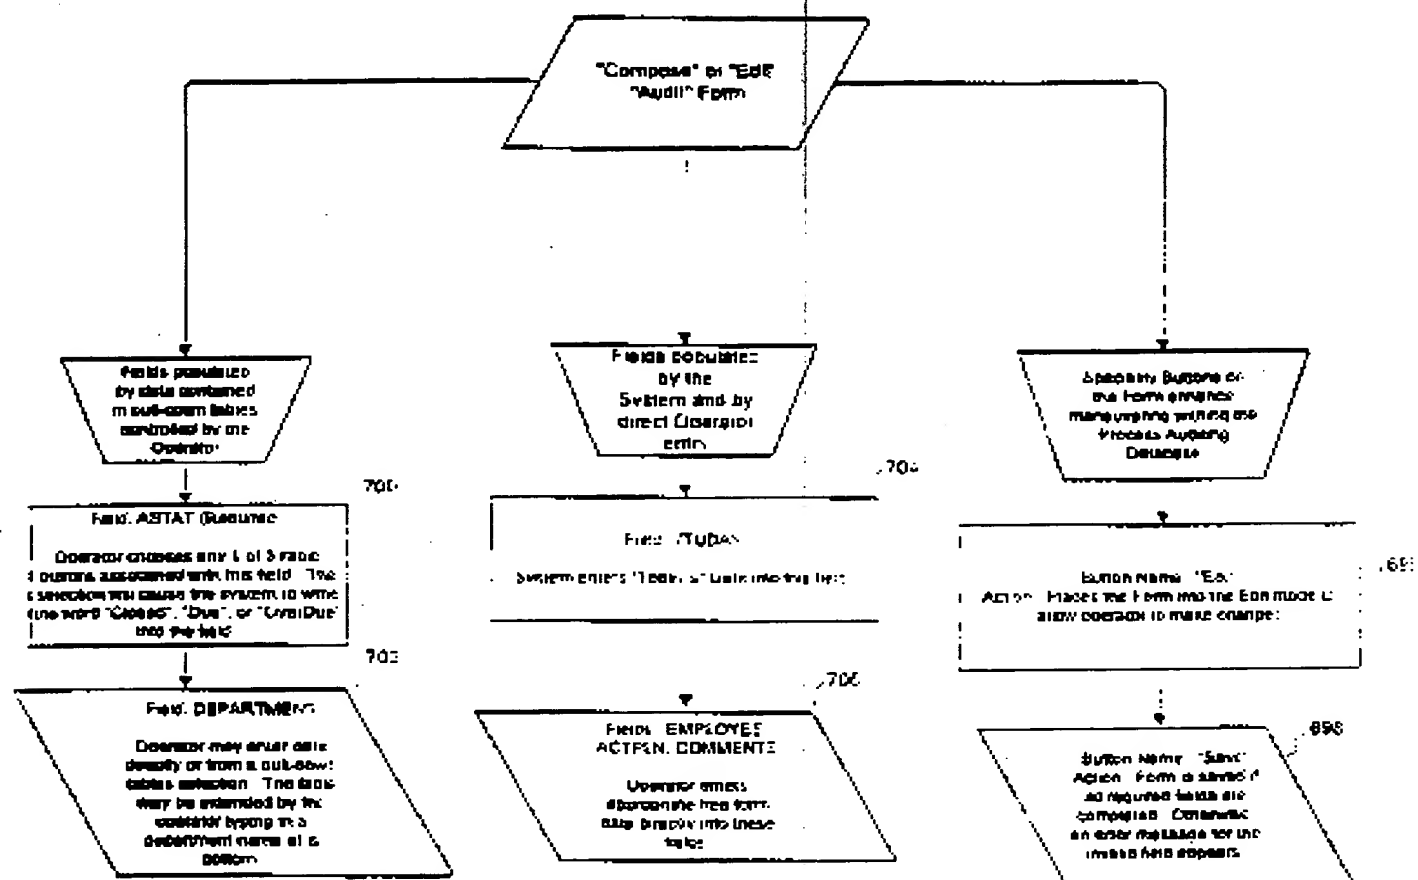 "Compose" or "Edit"
"Audit" Form
Fields populated
by data contained
in pull-down tables
controlled by the
Operator
Fields populated
by the
System and by
direct Operator
entry
Specialty Buttons on
the Form enhance
maneuvering within the
Process Auditing
Database
700
Field: ASTAT
Operator chooses any 1 of 3 radio
buttons associated with this field. The
selection will cause the system to write
the word "Closed", "Due", or "OverDue"
into the field
704
Field:
System enters "Today's" Date into this field
Button Name: "Edit"
Action: Places the Form into the Edit mode to
allow operator to make changes
702
Field: DEPARTMENT
Operator may enter data
directly or from a pull-down
tables selection. The table
may be extended by the
operator typing in a
department name at its
bottom
706
Fields: EMPLOYEE
COMMENTS
Operator enters
appropriate free form
data directly into these
fields
698
Button Name: "Save"
Action: Form is saved if
all required fields are
completed. Otherwise
an error message for the
missed field appears